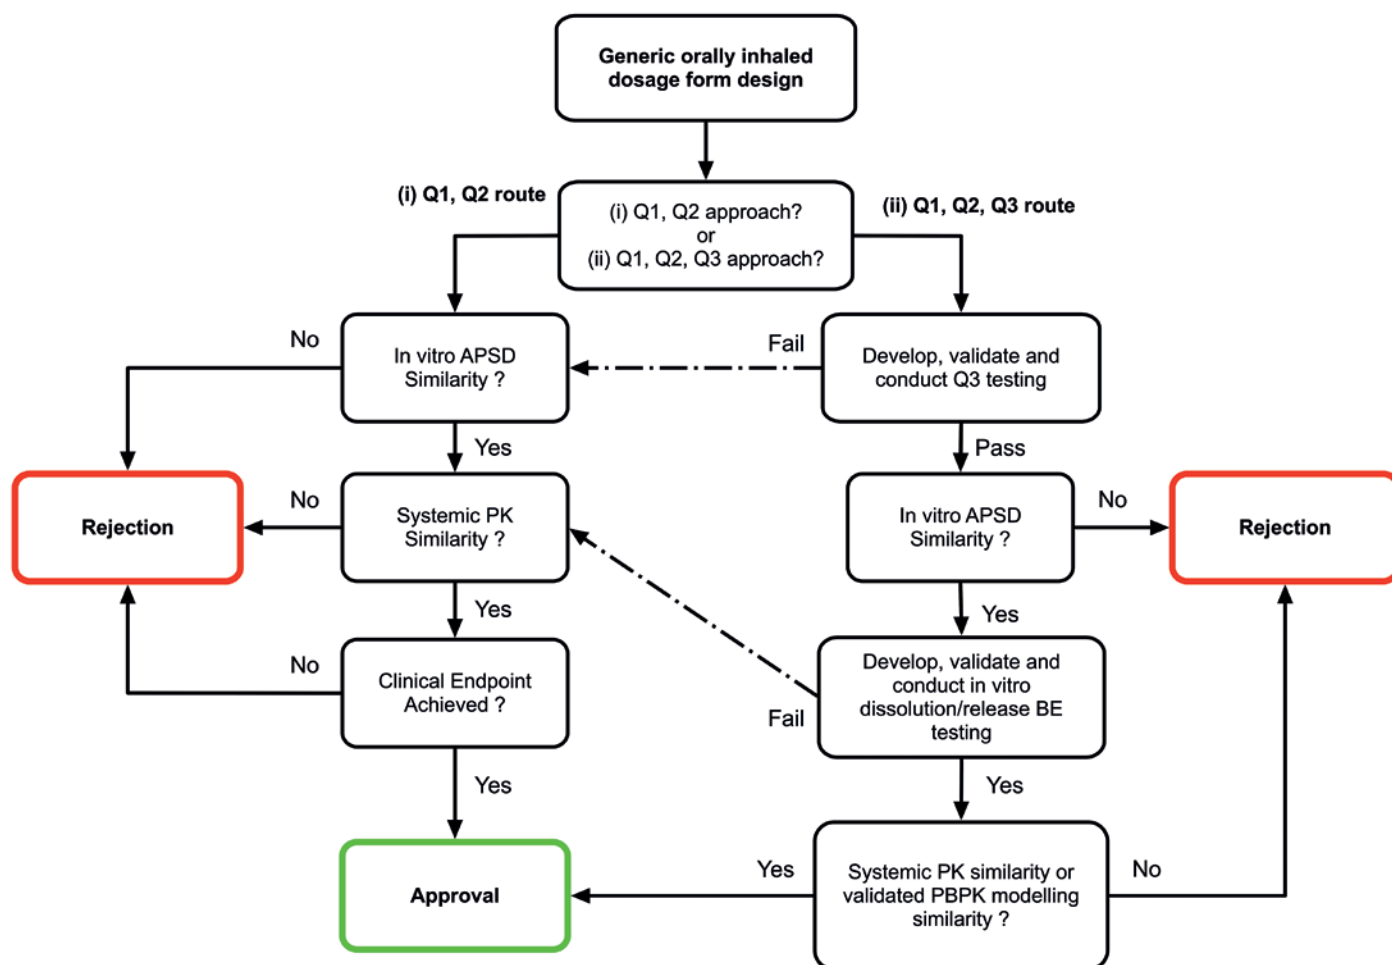 Generic orally inhaled
dosage form design
(i) Q1, Q2 route
(ii) Q1, Q2, Q3 route
(i) Q1, Q2 approach?
or
(ii) Q1, Q2, Q3 approach?
No
In vitro APSD
Similarity ?
Fail
Develop, validate and
conduct Q3 testing
Yes
Pass
Rejection
No
Systemic PK
Similarity ?
In vitro APSD
Similarity ?
No
Rejection
Yes
Yes
No
Clinical Endpoint
Achieved ?
Fail
Develop, validate and
conduct in vitro
dissolution/release BE
testing
Yes
Yes
Approval
Yes
Systemic PK similarity or
validated PBPK modelling
similarity ?
No